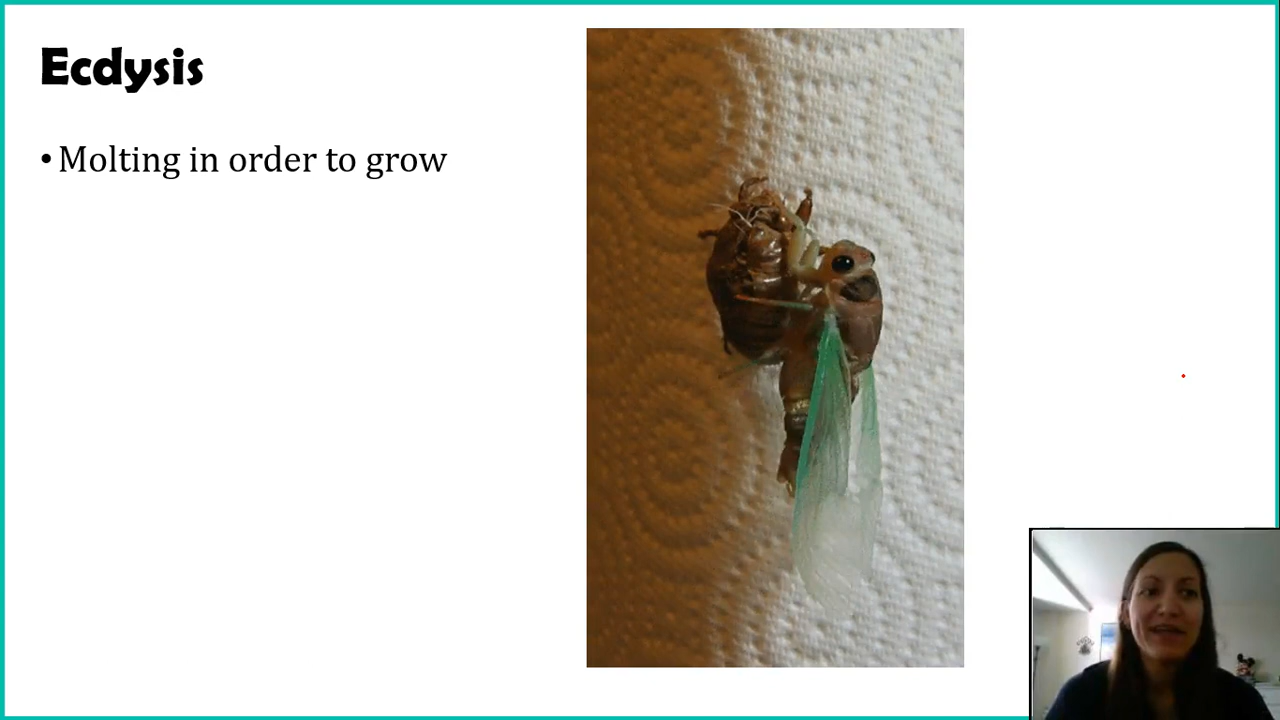 Ecdysis
• Molting in order to grow